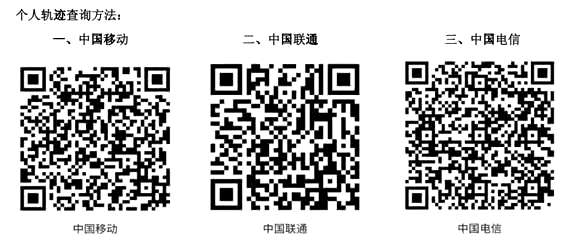 个人轨迹查询方法：
一、中国移动 二、中国联通 三、中国电信
中国移动 中国联通 中国电信